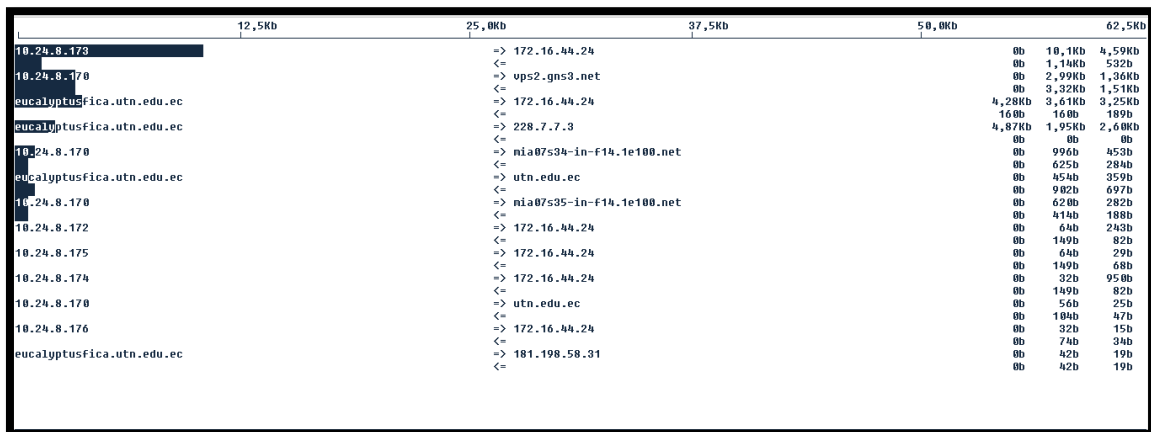 12,5Kb 25,0Kb 37,5Kb 50,0Kb 62,5Kb
10.24.8.173 => 172.16.44.24 0b 10,1Kb 4,59Kb
<= 0b 1,14Kb 532b
10.24.8.170 => vps2.gns3.net 0b 2,99Kb 1,36Kb
<= 0b 3,32Kb 1,51Kb
eucalyptusfica.utn.edu.ec => 172.16.44.24 4,28Kb 3,61Kb 3,25Kb
<= 160b 160b 189b
eucalyptusfica.utn.edu.ec => 228.7.7.3 4,87Kb 1,95Kb 2,60Kb
<= 0b 0b 0b
10.24.8.170 => mia07s34-in-f14.1e100.net 0b 996b 453b
<= 0b 625b 284b
eucalyptusfica.utn.edu.ec => utn.edu.ec 0b 454b 359b
<= 0b 902b 697b
10.24.8.170 => mia07s35-in-f14.1e100.net 0b 620b 282b
<= 0b 414b 188b
10.24.8.172 => 172.16.44.24 0b 64b 243b
<= 0b 149b 82b
10.24.8.175 => 172.16.44.24 0b 64b 29b
<= 0b 149b 68b
10.24.8.174 => 172.16.44.24 0b 32b 950b
<= 0b 149b 82b
10.24.8.170 => utn.edu.ec 0b 56b 25b
<= 0b 104b 47b
10.24.8.176 => 172.16.44.24 0b 32b 15b
<= 0b 74b 34b
eucalyptusfica.utn.edu.ec => 181.198.58.31 0b 42b 19b
<= 0b 42b 19b